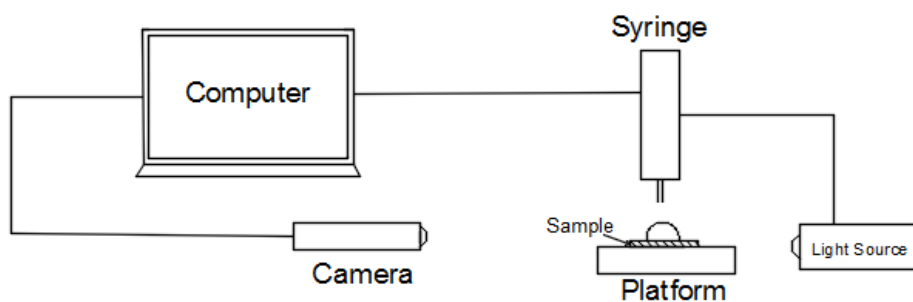 Syringe
Computer
Sample
Light Source
Camera
Platform